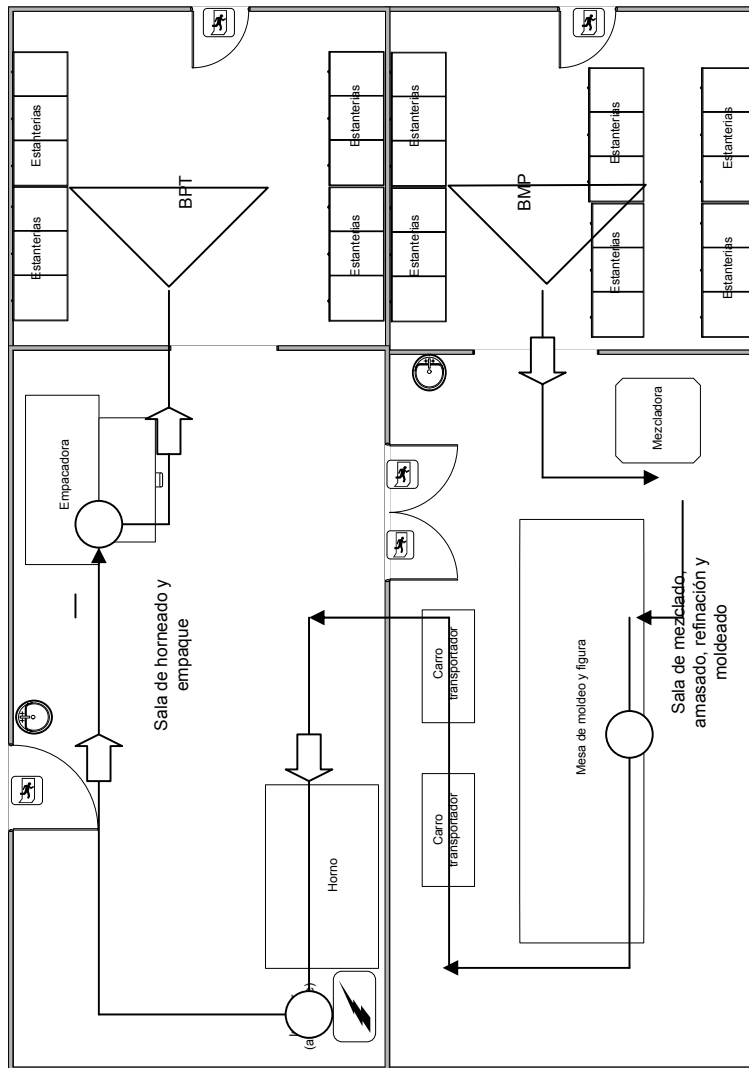 Estanterias
Estanterias
Estanterias
Estanterias
BPT
Estanterias
Estanterias
Estanterias
Estanterias
Estanterias
Estanterias
BMP
Empacadora
Mezcladora
Sala de horneado y
empaque
Carro
transportador
Carro
transportador
Mesa de moldeo y figura
Sala de mezclado,
amasado, refinación y
moldeado
Horno